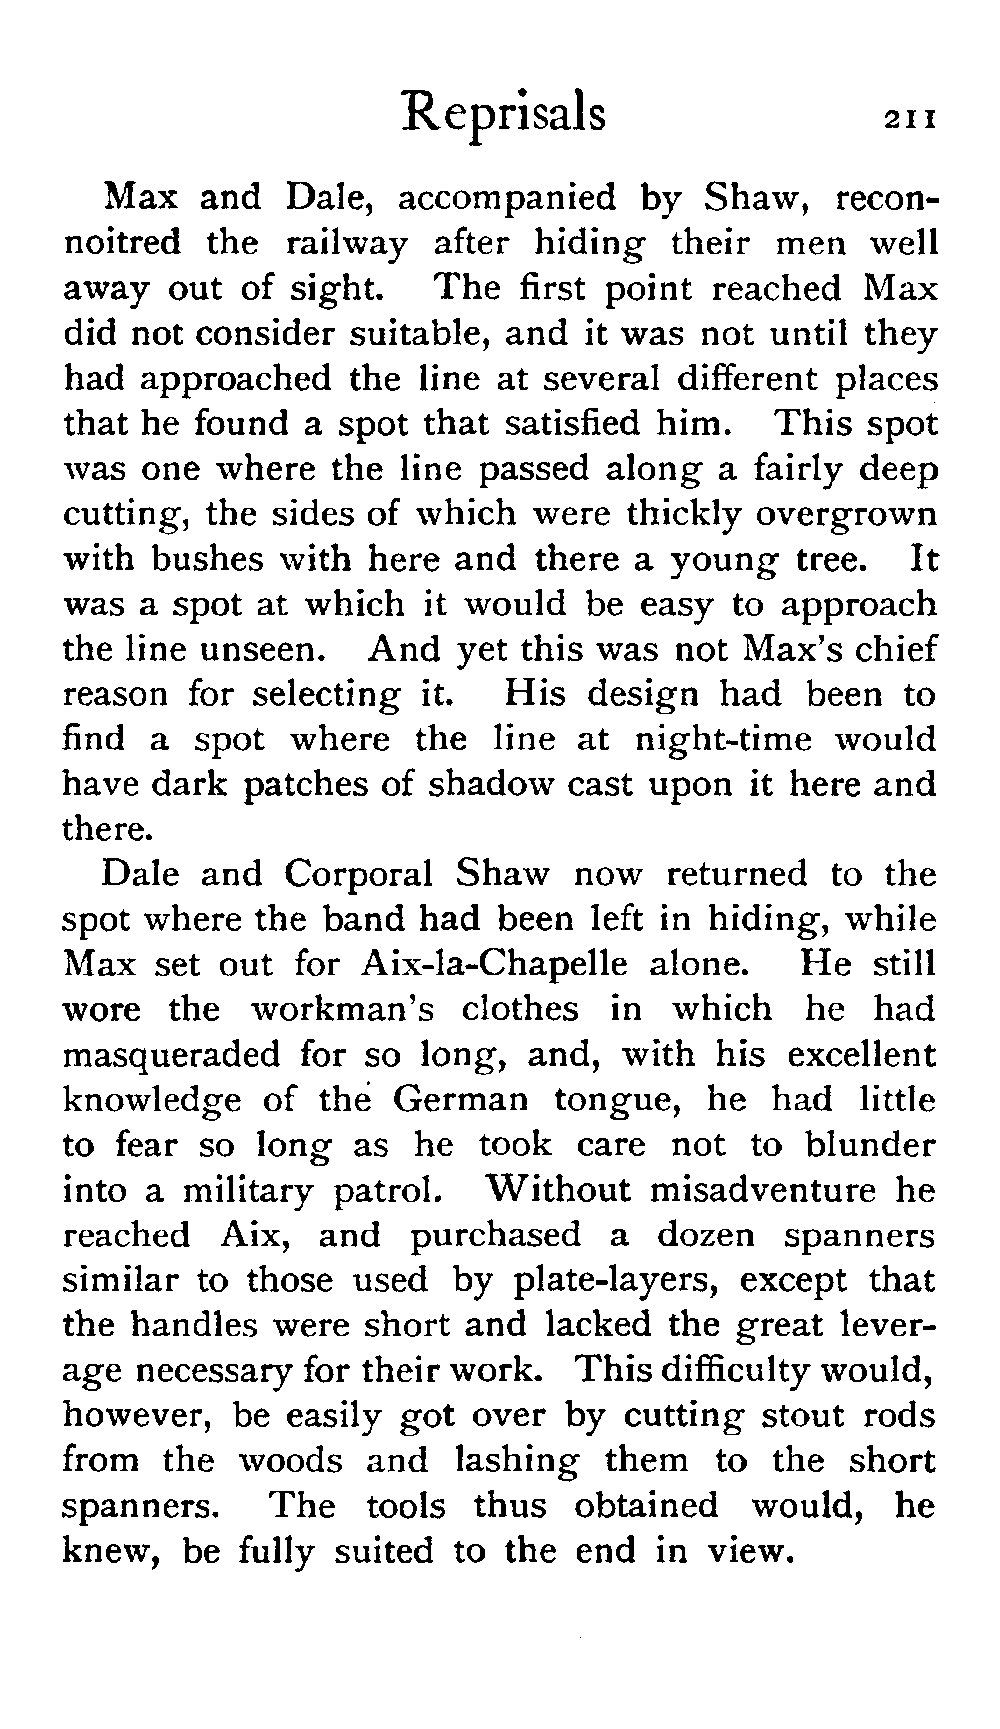 Reprisals 211
Max and Dale, accompanied by Shaw, recon-
noitred the railway after hiding their men well
away out of sight. The first point reached Max
did not consider suitable, and it was not until they
had approached the line at several different places
that he found a spot that satisfied him. This spot
was one where the line passed along a fairly deep
cutting, the sides of which were thickly overgrown
with bushes with here and there a young tree. It
was a spot at which it would be easy to approach
the line unseen. And yet this was not Max's chief
reason for selecting it. His design had been to
find a spot where the line at night-time would
have dark patches of shadow cast upon it here and
there.
Dale and Corporal Shaw now returned to the
spot where the band had been left in hiding, while
Max set out for Aix-la-Chapelle alone. He still
wore the workman's clothes in which he had
masqueraded for so long, and, with his excellent
knowledge of the German tongue, he had little
to fear so long as he took care not to blunder
into a military patrol. Without misadventure he
reached Aix, and purchased a dozen spanners
similar to those used by plate-layers, except that
the handles were short and lacked the great lever-
age necessary for their work. This difficulty would,
however, be easily got over by cutting stout rods
from the woods and lashing them to the short
spanners. The tools thus obtained would, he
knew, be fully suited to the end in view.